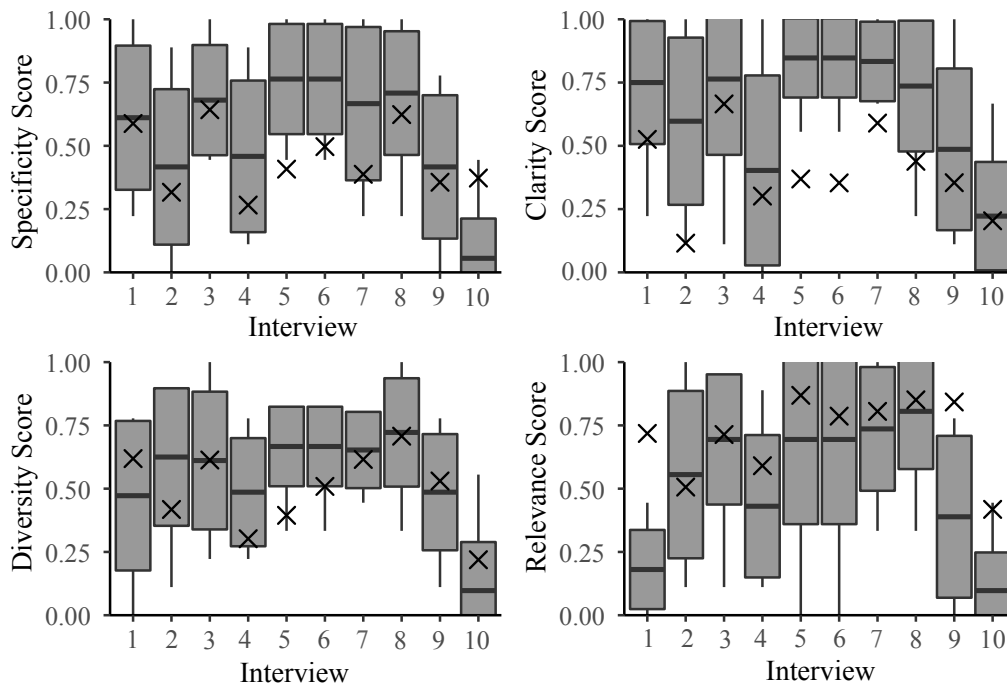 Specificity Score
1.00
0.75
0.50
0.25
0.00
1 2 3 4 5 6 7 8 9 10
Interview
Clarity Score
1.00
0.75
0.50
0.25
0.00
1 2 3 4 5 6 7 8 9 10
Interview
Diversity Score
1.00
0.75
0.50
0.25
0.00
1 2 3 4 5 6 7 8 9 10
Interview
Relevance Score
1.00
0.75
0.50
0.25
0.00
1 2 3 4 5 6 7 8 9 10
Interview